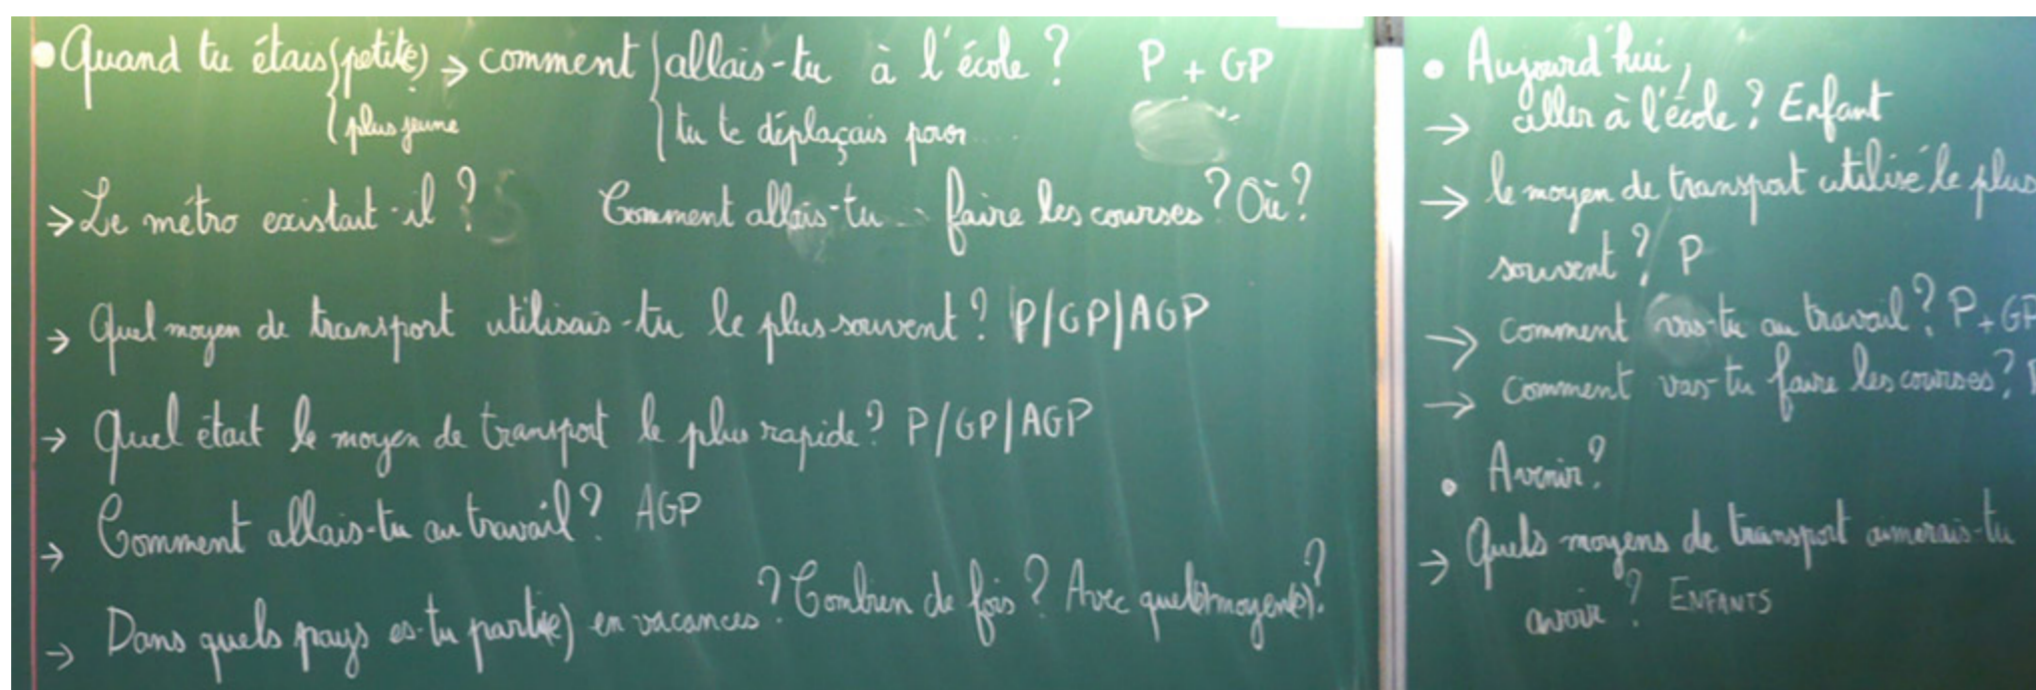 • Quand tu étais { petit(e) → comment { allais-tu à l'école ? P + GP
{ plus jeune { tu te déplaçais pour ...
→ Le métro existait-il ? Comment allais-tu faire les courses ? Où ?
→ Quel moyen de transport utilisais-tu le plus souvent ? P/GP/AGP
→ Quel était le moyen de transport le plus rapide ? P/GP/AGP
→ Comment allais-tu au travail ? AGP
→ Dans quels pays es-tu parti(e) en vacances ? Combien de fois ? Avec quel(s) moyen(s) ?
• Aujourd'hui,
→ aller à l'école ? Enfant
→ le moyen de transport utilisé le plus
souvent ? P
→ comment vas-tu au travail ? P + GP
→ comment vas-tu faire les courses ?
• Avenir ?
→ Quels moyens de transport aimerais-tu
avoir ? ENFANTS